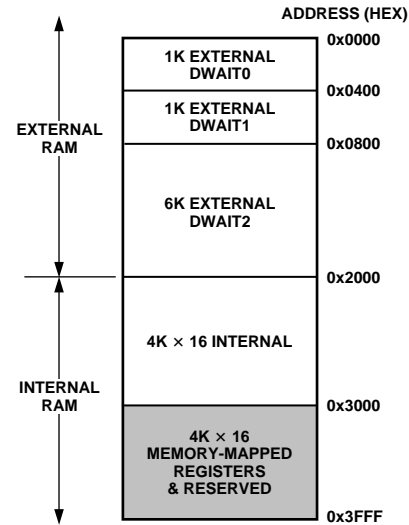 ADDRESS (HEX)
0x0000
1K EXTERNAL
DWAIT0
0x0400
1K EXTERNAL
DWAIT1
0x0800
EXTERNAL
RAM
6K EXTERNAL
DWAIT2
0x2000
4K × 16 INTERNAL
INTERNAL
RAM
0x3000
4K × 16
MEMORY-MAPPED
REGISTERS
& RESERVED
0x3FFF